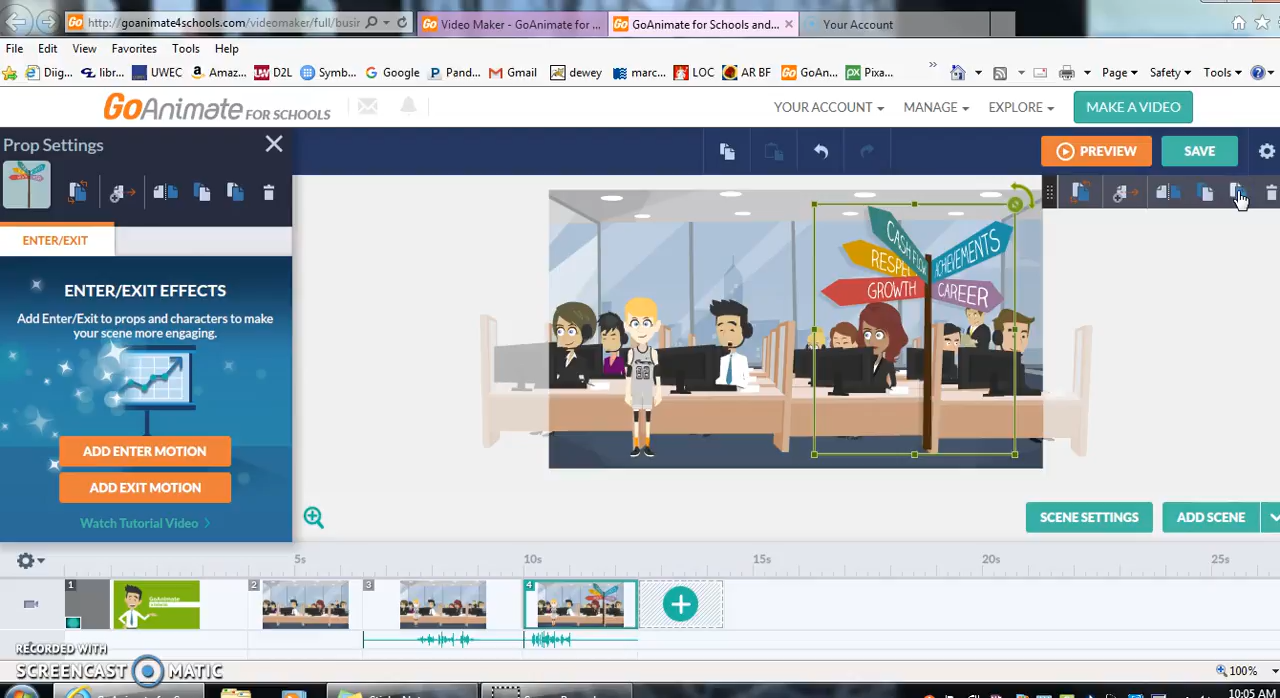 http://goanimate4schools.com/videomaker/full/busir
Video Maker - GoAnimate for ...
GoAnimate for Schools and...
Your Account
File Edit View Favorites Tools Help
Diig... libr... UWEC Amaz... D2L Symb... Google Pand... Gmail dewey marc... LOC AR BF GoAn... Pixa... » Page Safety Tools
GOANIMATE FOR SCHOOLS
YOUR ACCOUNT MANAGE EXPLORE MAKE A VIDEO
Prop Settings
PREVIEW SAVE
ENTER/EXIT
ENTER/EXIT EFFECTS
Add Enter/Exit to props and characters to make
your scene more engaging.
ADD ENTER MOTION
ADD EXIT MOTION
Watch Tutorial Video >
CASH FLOW
ACHIEVEMENTS
GROWTH
CAREER
SCENE SETTINGS ADD SCENE
5s 10s 15s 20s 25s
1 2 3 4
RECORDED WITH
SCREENCAST MATIC
100%
10:05 AM